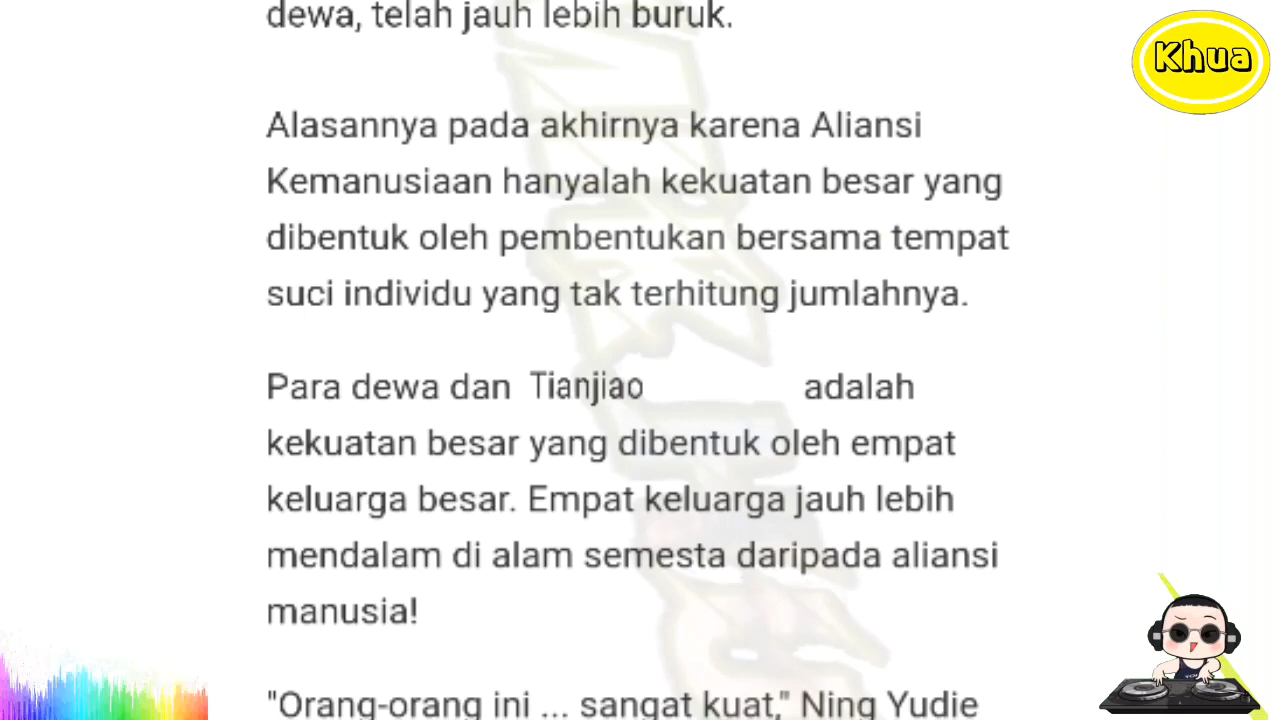 dewa, telah jauh lebih buruk.
Khua
Alasannya pada akhirnya karena Aliansi
Kemanusiaan hanyalah kekuatan besar yang
dibentuk oleh pembentukan bersama tempat
suci individu yang tak terhitung jumlahnya.
Para dewa dan Tianjiao adalah
kekuatan besar yang dibentuk oleh empat
keluarga besar. Empat keluarga jauh lebih
mendalam di alam semesta daripada aliansi
manusia!
"Orang-orang ini ... sangat kuat," Ning Yudie